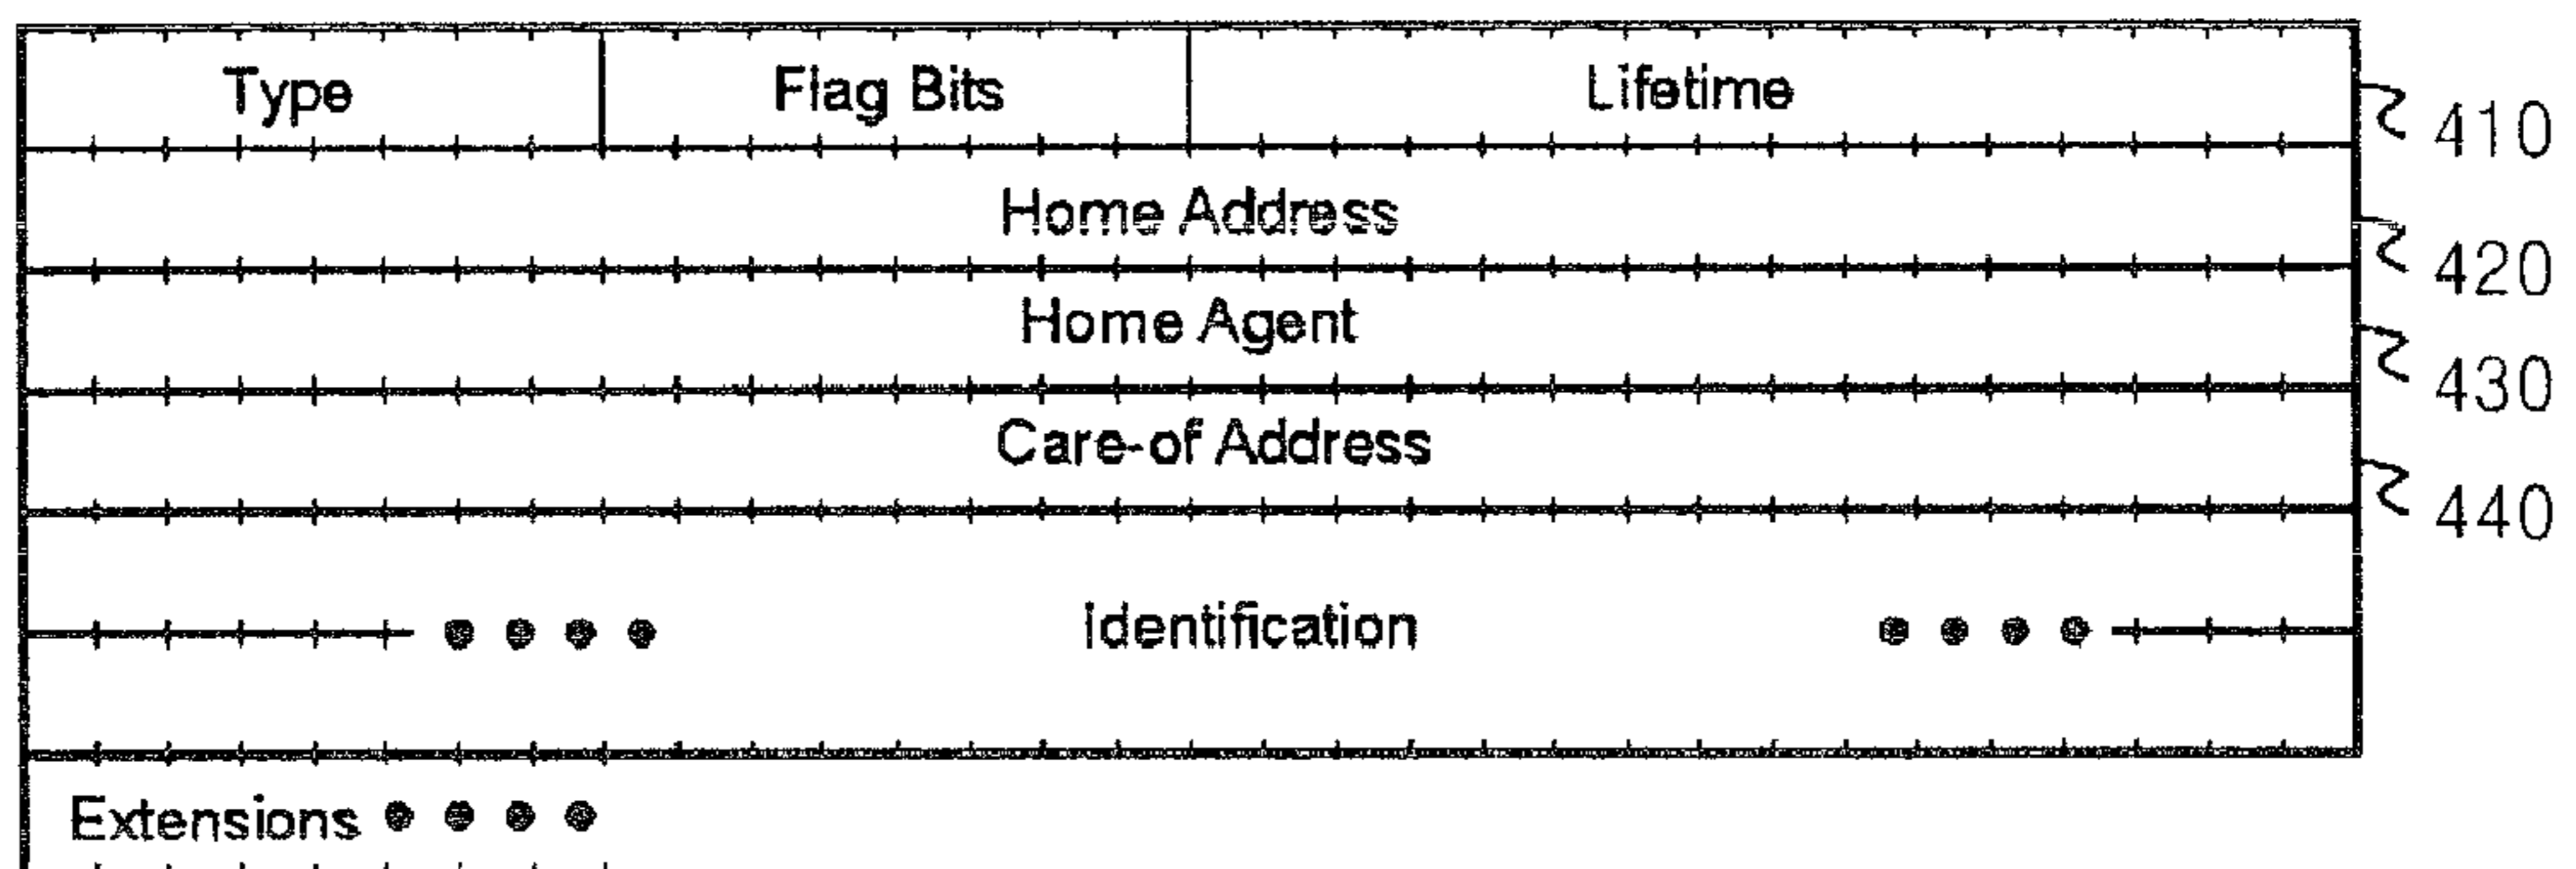 Type Flag Bits Lifetime 410
Home Address 420
Home Agent 430
Care-of Address 440
Identification
Extensions